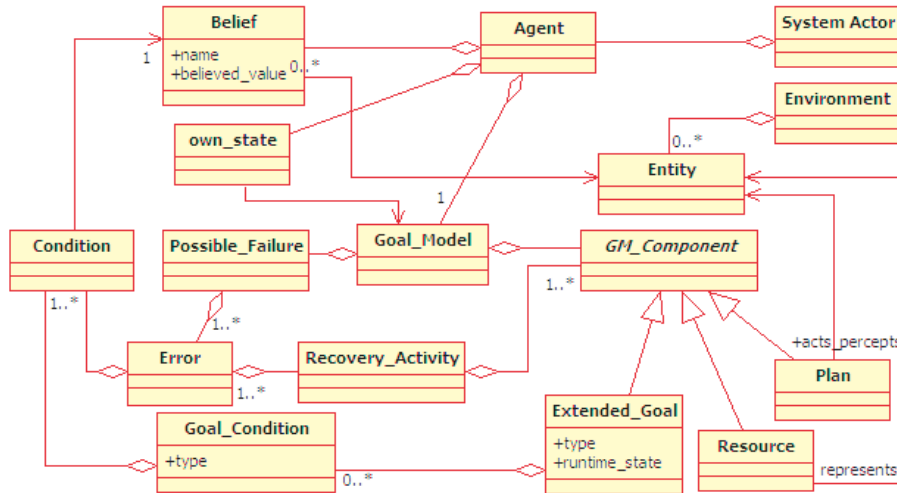 Belief
+name
+believed_value
Agent
System Actor
1
0..*
Environment
own_state
0..*
Entity
1
Condition
Possible_Failure
Goal_Model
GM_Component
1..*
1..*
1..*
Error
Recovery_Activity
+acts_percepts
Plan
1..*
Goal_Condition
+type
Extended_Goal
+type
+runtime_state
Resource
0..*
represents